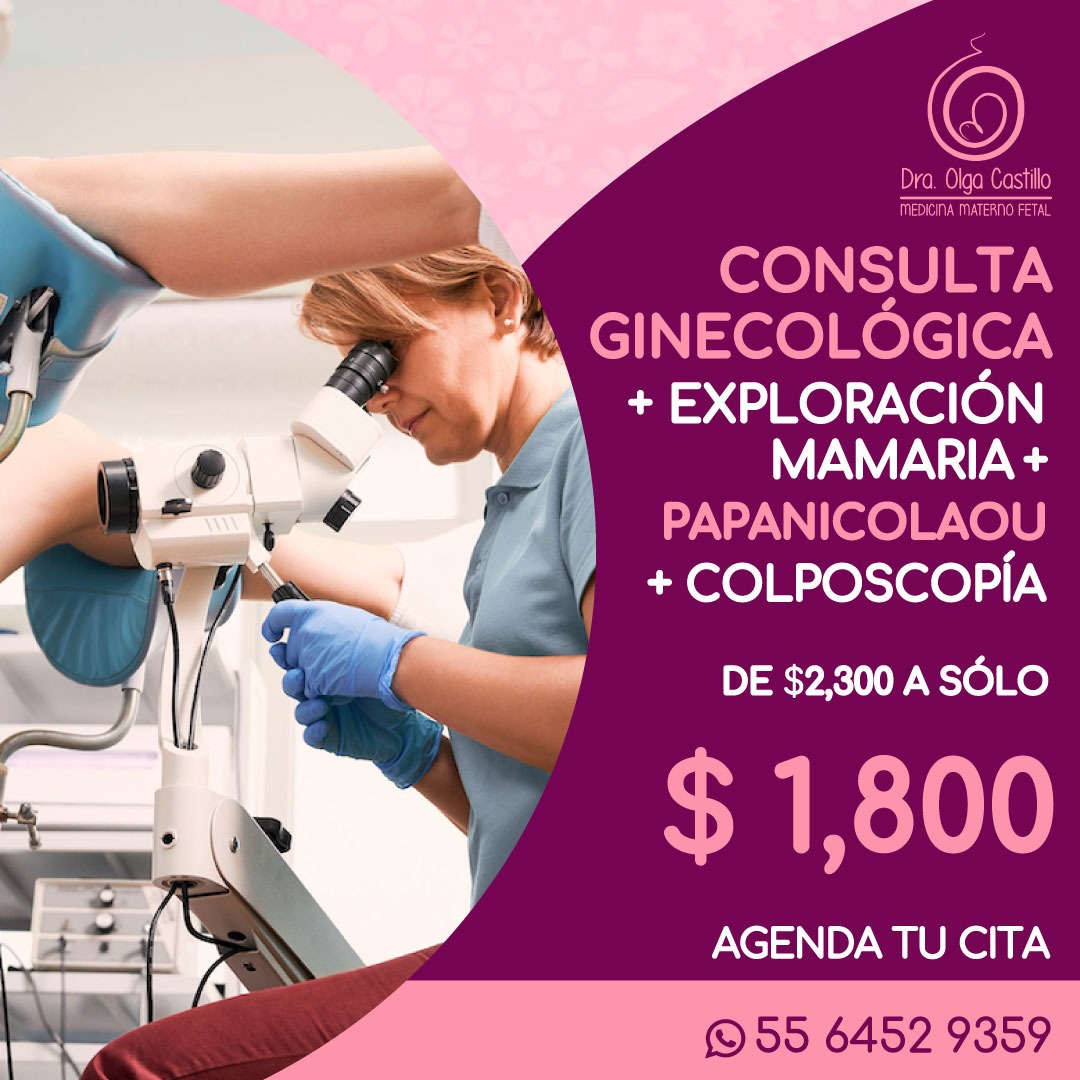 Dra. Olga Castillo
MEDICINA MATERNO FETAL
CONSULTA
GINECOLÓGICA
+ EXPLORACIÓN
MAMARIA +
PAPANICOLAOU
+ COLPOSCOPÍA
DE $2,300 A SÓLO
$ 1,800
AGENDA TU CITA
55 6452 9359